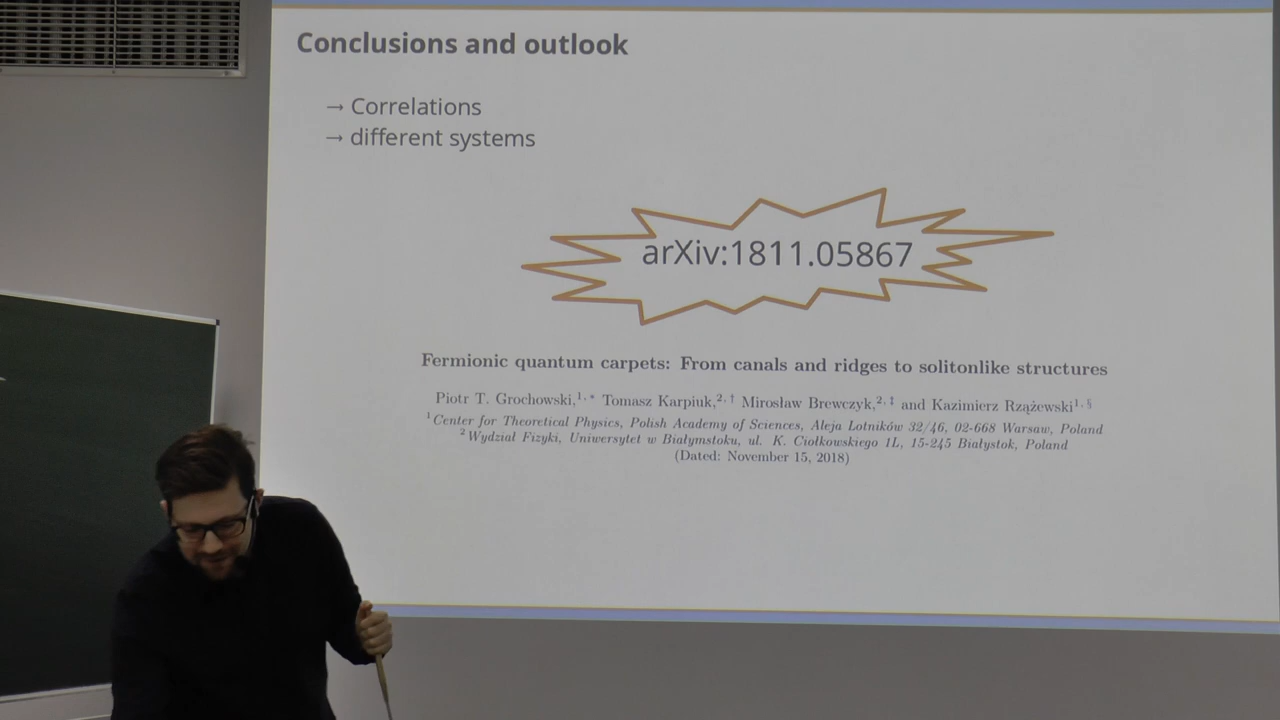 Conclusions and outlook
→ Correlations
→ different systems
arXiv:1811.05867
Fermionic quantum carpets: From canals and ridges to solitonlike structures
Piotr T. Grochowski,¹, * Tomasz Karpiuk,², † Mirosław Brewczyk,², ‡ and Kazimierz Rzążewski¹, §
¹Center for Theoretical Physics, Polish Academy of Sciences, Aleja Lotników 32/46, 02-668 Warsaw, Poland
²Wydział Fizyki, Uniwersytet w Białymstoku, ul. K. Ciołkowskiego 1L, 15-245 Białystok, Poland
(Dated: November 15, 2018)